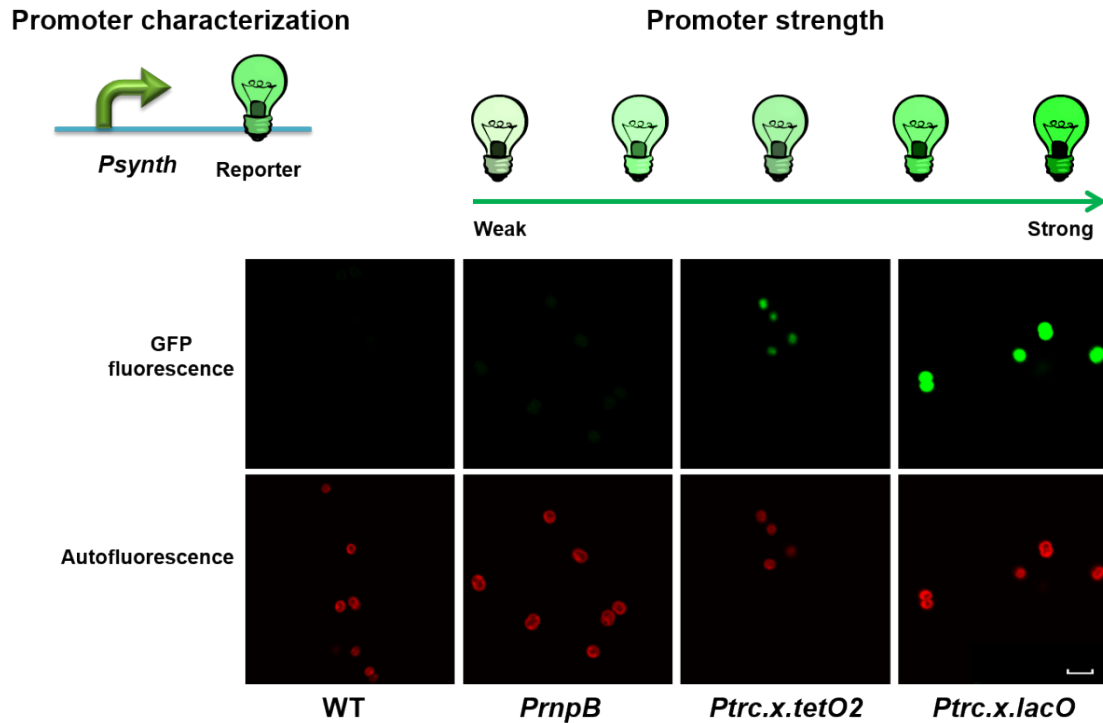 Promoter characterization
Promoter strength
Psynth
Reporter
Weak
Strong
GFP
fluorescence
Autofluorescence
WT
PrnpB
Ptrc.x.tetO2
Ptrc.x.lacO